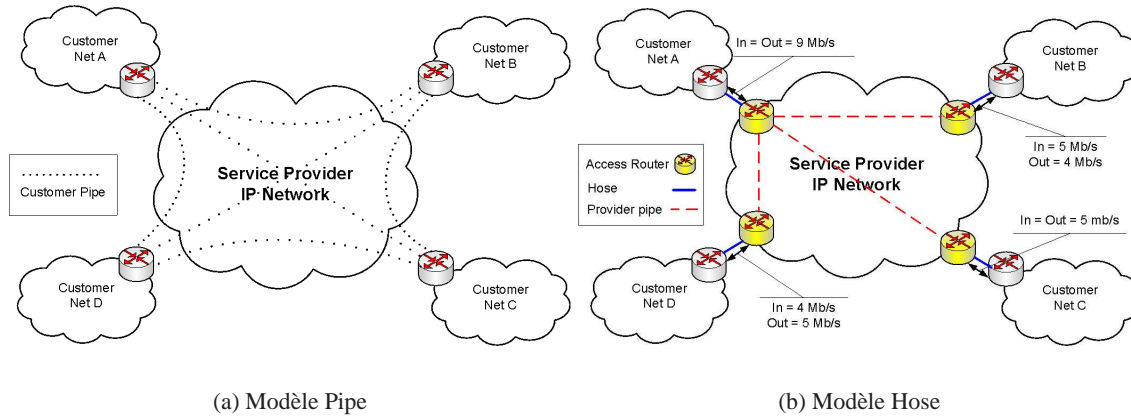 Customer
Net A
Customer
Net B
Service Provider
IP Network
Customer Pipe
Customer
Net D
Customer
Net C
(a) Modèle Pipe
Customer
Net A
In = Out = 9 Mb/s
Customer
Net B
In = 5 Mb/s
Out = 4 Mb/s
Access Router
Hose
Provider pipe
Service Provider
IP Network
In = Out = 5 mb/s
Customer
Net D
In = 4 Mb/s
Out = 5 Mb/s
Customer
Net C
(b) Modèle Hose